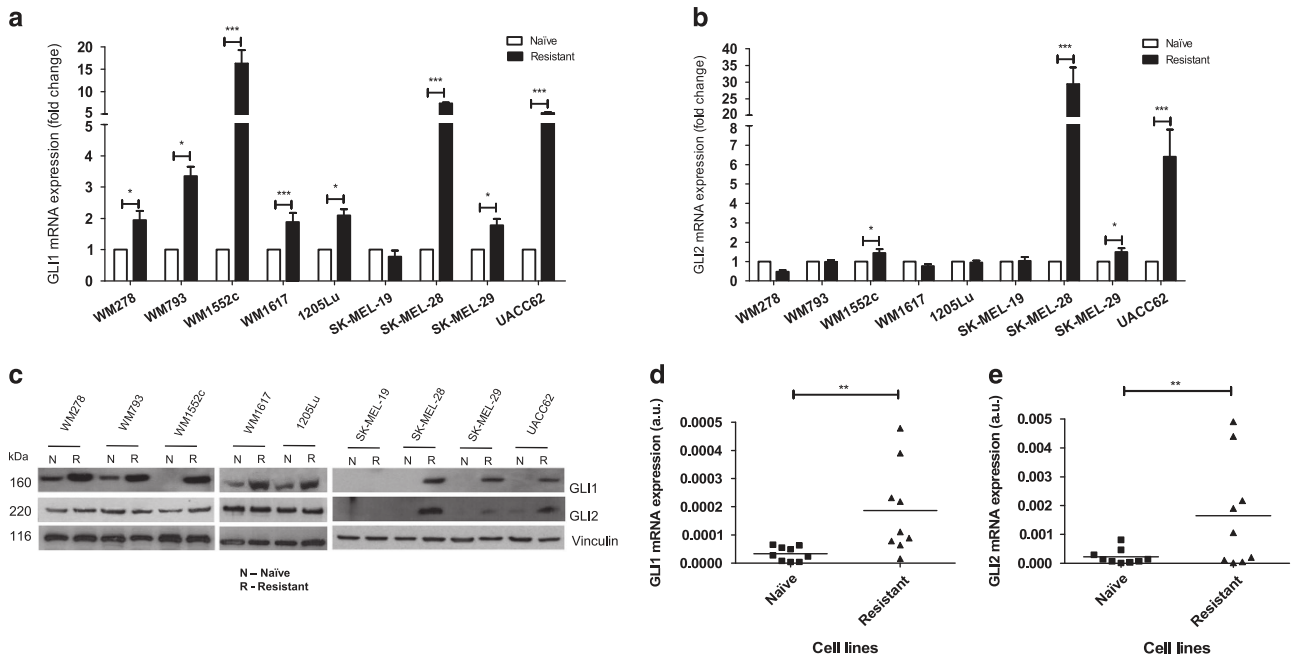 a
GLI1 mRNA expression (fold change)
20
15
10
5
4
3
2
1
0
Naïve
Resistant
*
*
***
***
*
***
*
***
WM278
WM793
WM1552c
WM1617
1205Lu
SK-MEL-19
SK-MEL-28
SK-MEL-29
UACC62
b
GLI2 mRNA expression (fold change)
40
35
30
25
20
15
10
8
6
4
2
1
0
Naïve
Resistant
*
***
*
***
WM278
WM793
WM1552c
WM1617
1205Lu
SK-MEL-19
SK-MEL-28
SK-MEL-29
UACC62
c
WM278
WM793
WM1552c
WM1617
1205Lu
SK-MEL-19
SK-MEL-28
SK-MEL-29
UACC62
kDa
N R N R N R N R N R N R N R N R N R
160 GLI1
220 GLI2
116 Vinculin
N – Naïve
R - Resistant
d
**
GLI1 mRNA expression (a.u.)
0.0005
0.0004
0.0003
0.0002
0.0001
0.0000
Naïve
Resistant
Cell lines
e
**
GLI2 mRNA expression (a.u.)
0.005
0.004
0.003
0.002
0.001
0.000
Naïve
Resistant
Cell lines